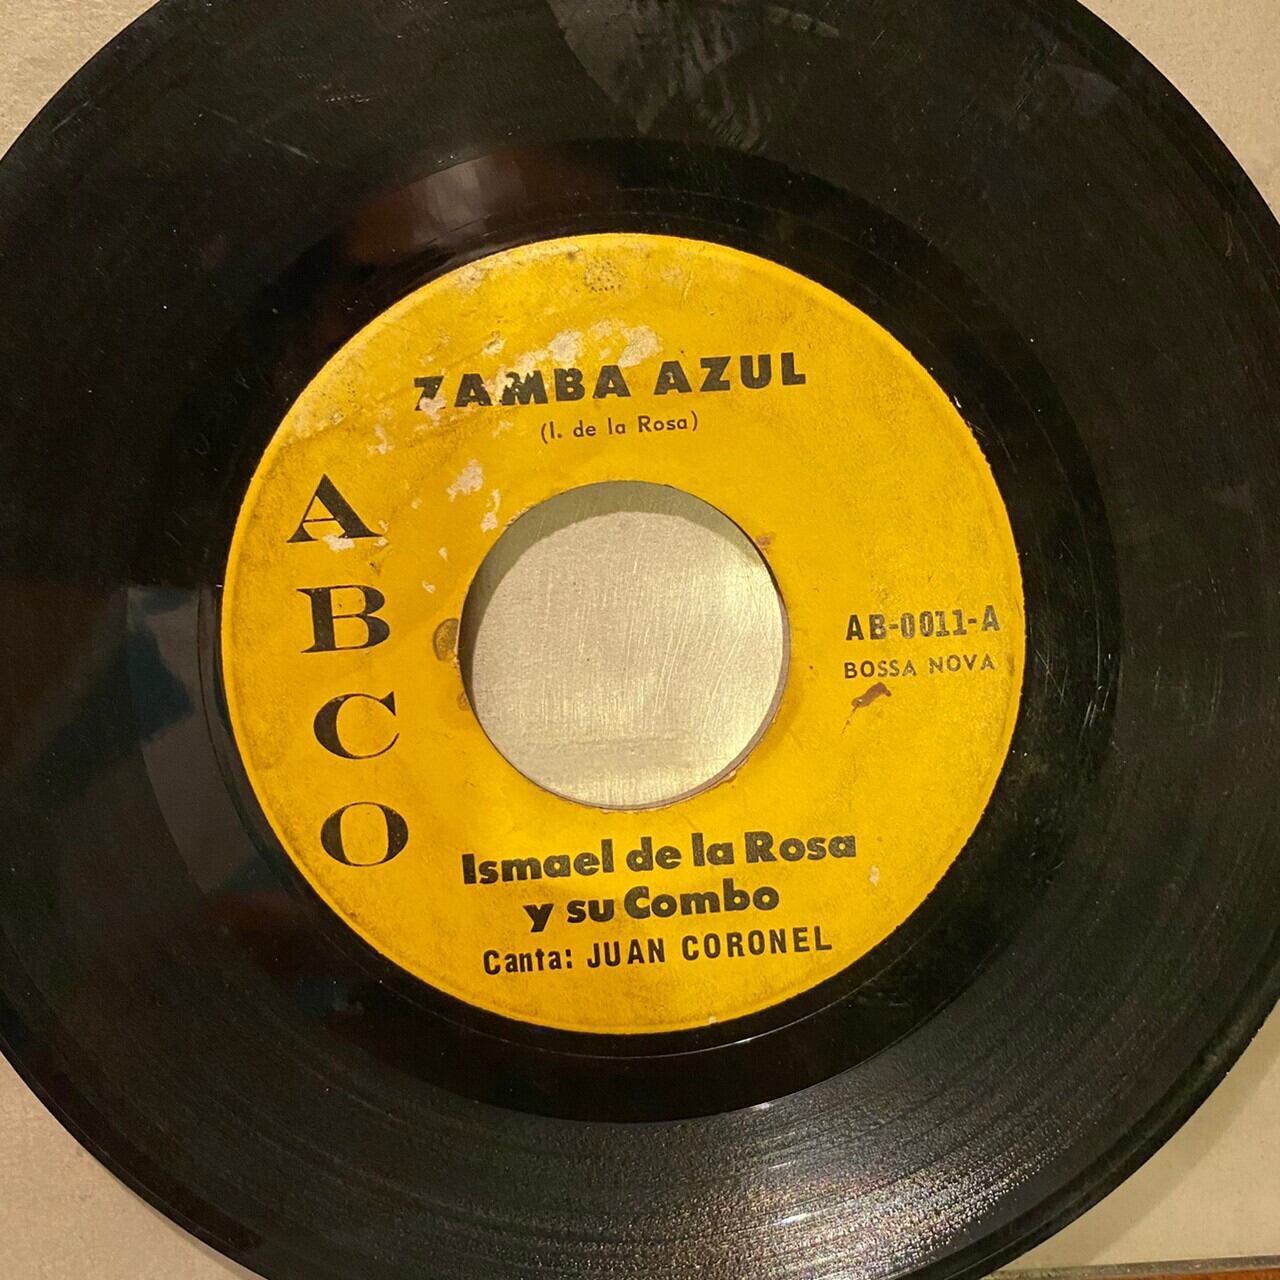 ZAMBA AZUL
(I. de la Rosa)
A
B
C
O
AB-0011-A
BOSSA NOVA
Ismael de la Rosa
y su Combo
Canta: JUAN CORONEL